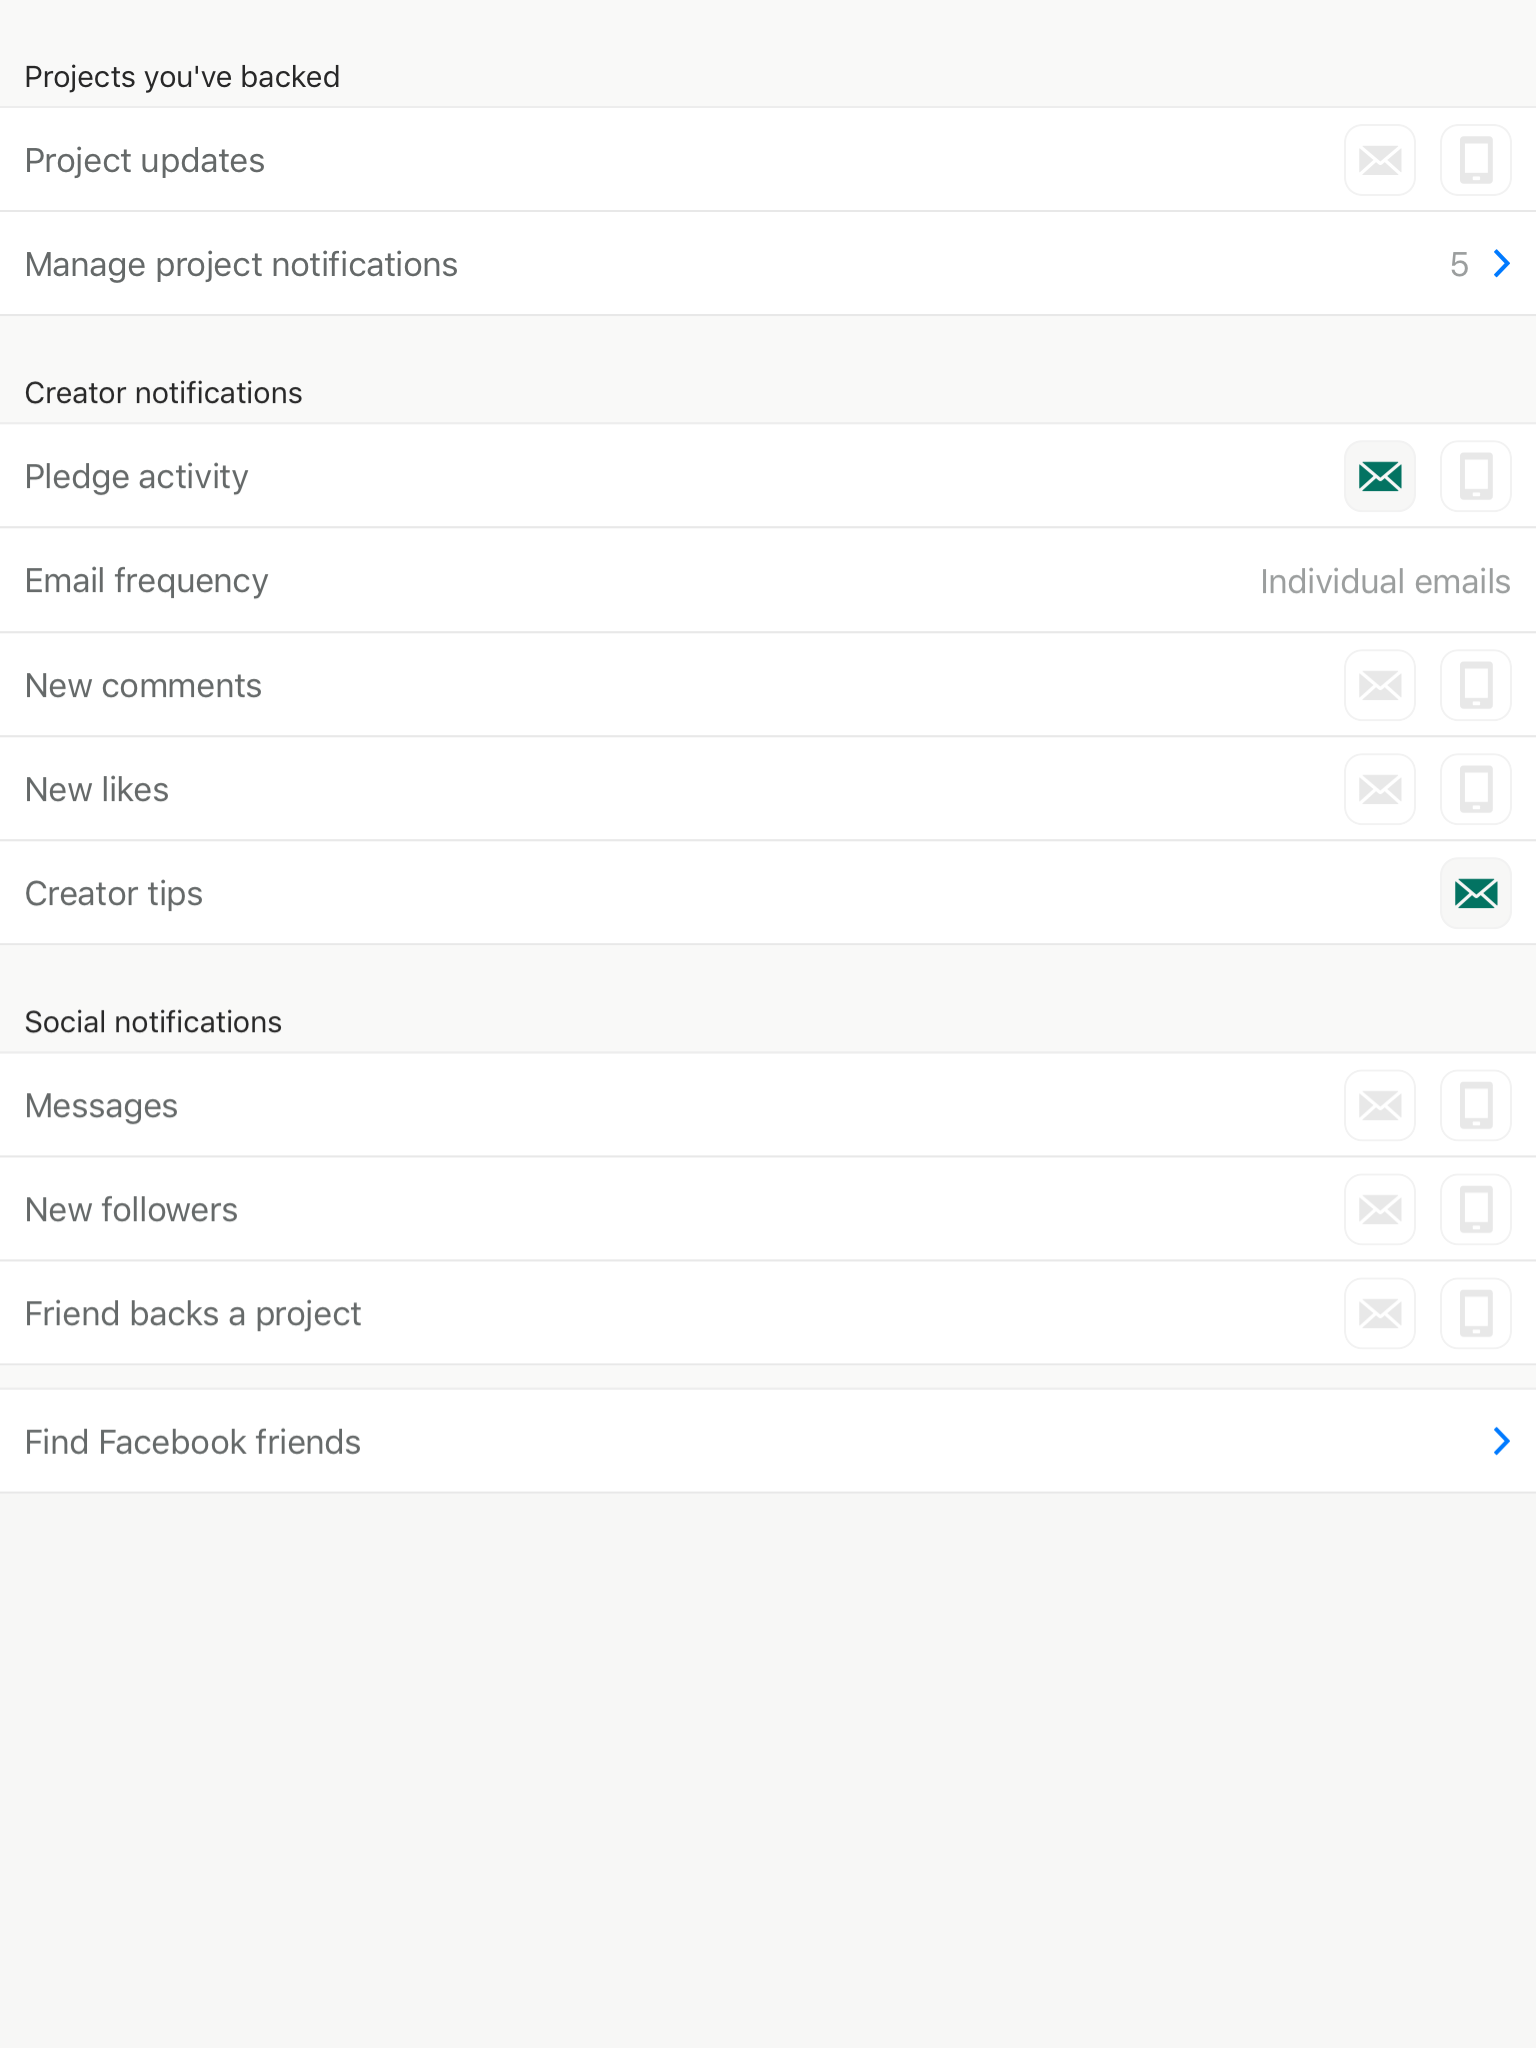 Projects you've backed
Project updates
Manage project notifications 5
Creator notifications
Pledge activity
Email frequency Individual emails
New comments
New likes
Creator tips
Social notifications
Messages
New followers
Friend backs a project
Find Facebook friends